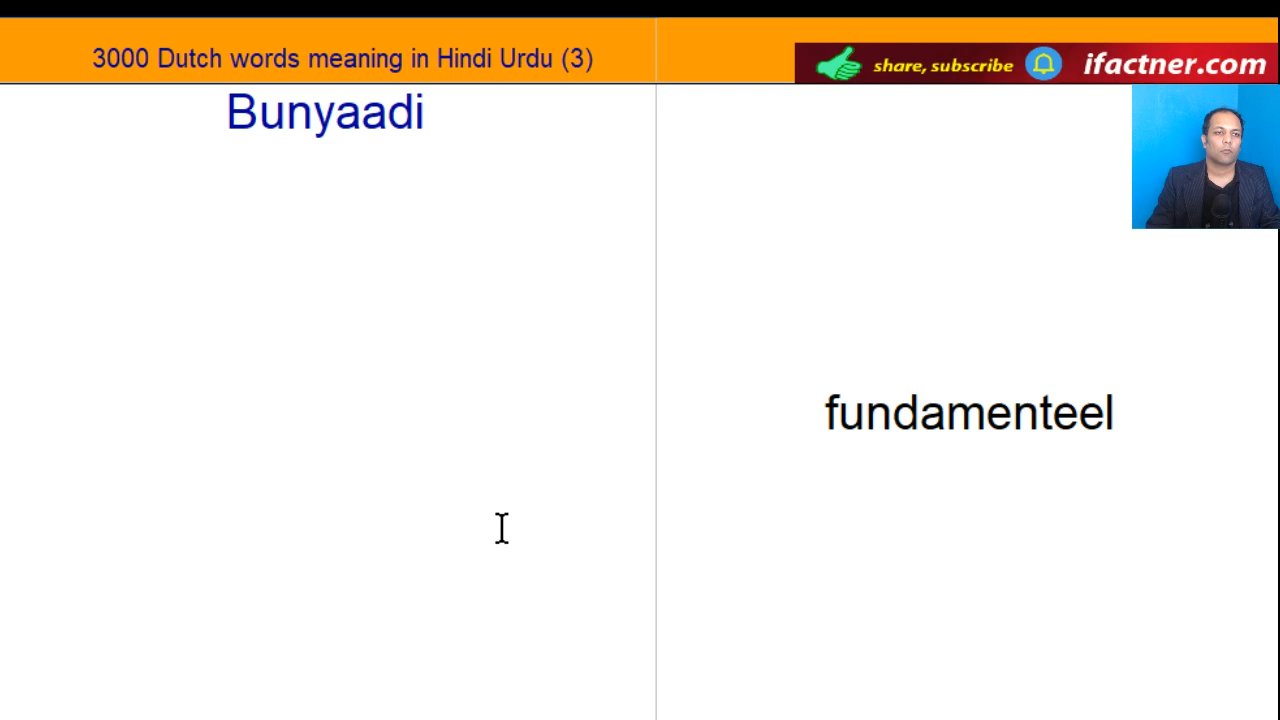 3000 Dutch words meaning in Hindi Urdu (3)
share, subscribe
ifactner.com
Bunyaadi
fundamenteel